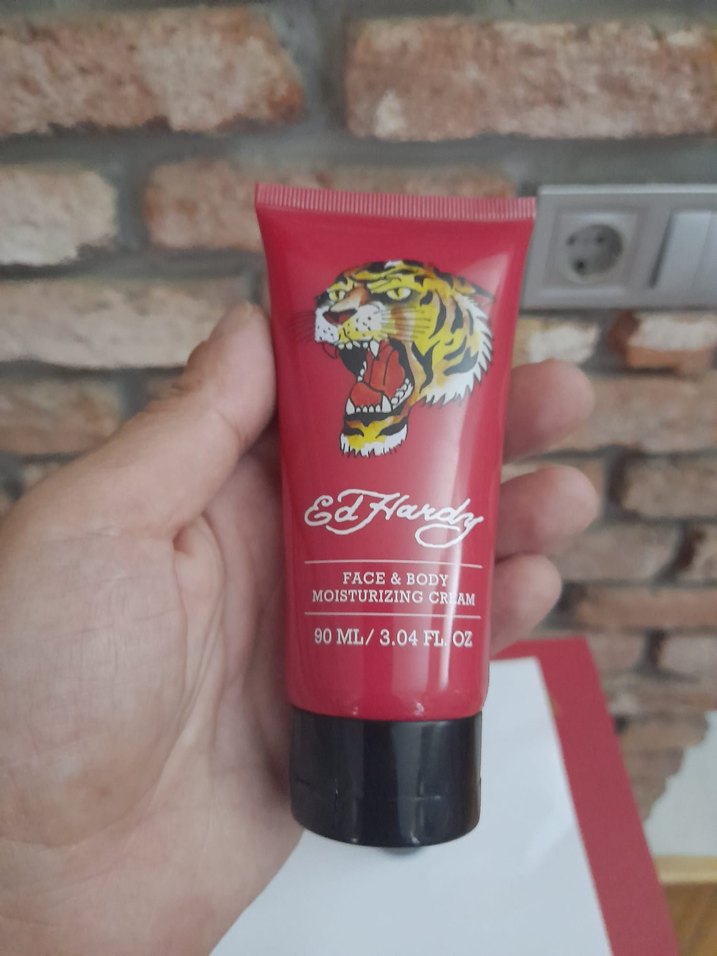 Ed Hardy
FACE & BODY
MOISTURIZING CREAM
90 ML/ 3.04 FL. OZ